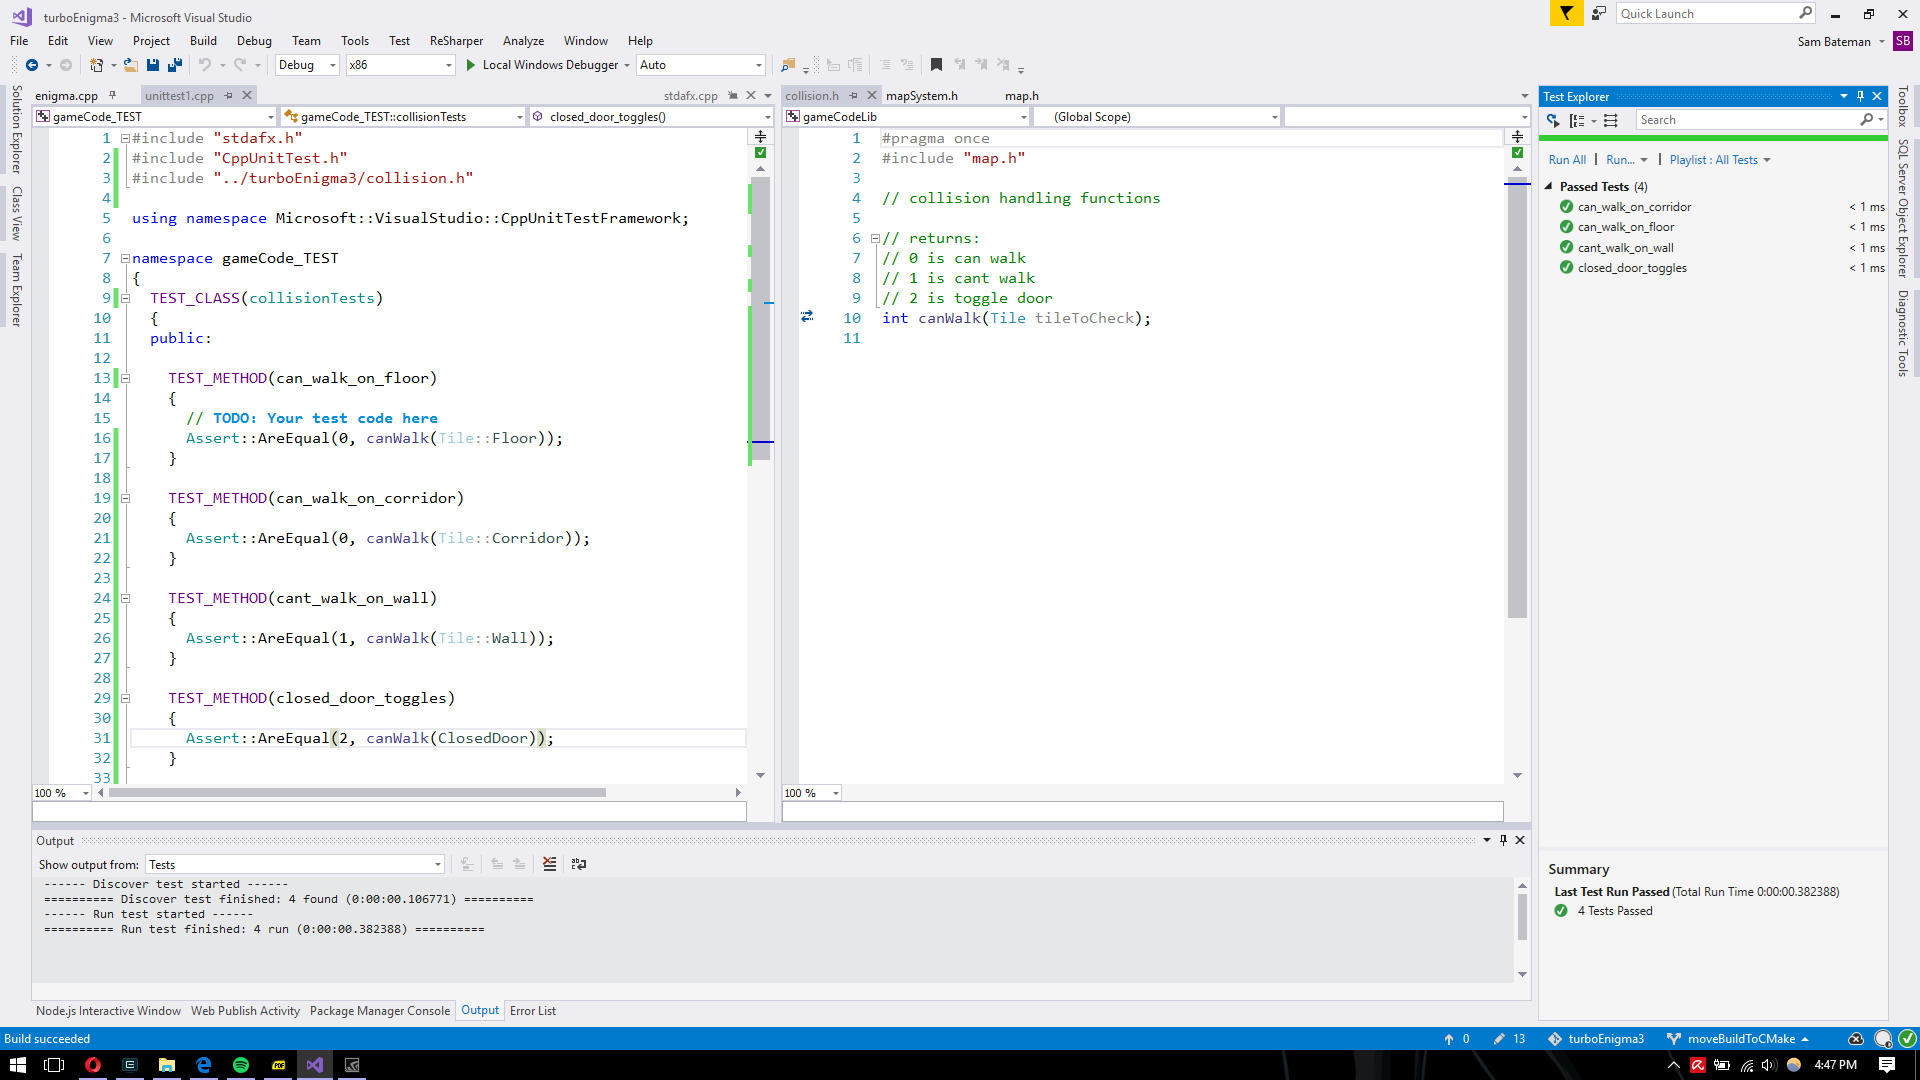 turboEnigma3 - Microsoft Visual Studio
Quick Launch
File Edit View Project Build Debug Team Tools Test ReSharper Analyze Window Help
Sam Bateman SB
Debug x86 Local Windows Debugger Auto
enigma.cpp unittest1.cpp stdafx.cpp
collision.h mapSystem.h map.h
gameCode_TEST gameCode_TEST::collisionTests closed_door_toggles()
gameCodeLib (Global Scope)
Solution Explorer
Class View
Team Explorer
1 #include "stdafx.h"
2 #include "CppUnitTest.h"
3 #include "../turboEnigma3/collision.h"
4
5 using namespace Microsoft::VisualStudio::CppUnitTestFramework;
6
7 namespace gameCode_TEST
8 {
9 TEST_CLASS(collisionTests)
10 {
11 public:
12
13 TEST_METHOD(can_walk_on_floor)
14 {
15 // TODO: Your test code here
16 Assert::AreEqual(0, canWalk(Tile::Floor));
17 }
18
19 TEST_METHOD(can_walk_on_corridor)
20 {
21 Assert::AreEqual(0, canWalk(Tile::Corridor));
22 }
23
24 TEST_METHOD(cant_walk_on_wall)
25 {
26 Assert::AreEqual(1, canWalk(Tile::Wall));
27 }
28
29 TEST_METHOD(closed_door_toggles)
30 {
31 Assert::AreEqual(2, canWalk(ClosedDoor));
32 }
33
100 %
1 #pragma once
2 #include "map.h"
3
4 // collision handling functions
5
6 // returns:
7 // 0 is can walk
8 // 1 is cant walk
9 // 2 is toggle door
10 int canWalk(Tile tileToCheck);
11
100 %
Test Explorer
Search
Run All Run... Playlist : All Tests
Passed Tests (4)
can_walk_on_corridor < 1 ms
can_walk_on_floor < 1 ms
cant_walk_on_wall < 1 ms
closed_door_toggles < 1 ms
Summary
Last Test Run Passed (Total Run Time 0:00:00.382388)
4 Tests Passed
Toolbox
SQL Server Object Explorer
Diagnostic Tools
Output
Show output from: Tests
------ Discover test started ------
========== Discover test finished: 4 found (0:00:00.106771) ==========
------ Run test started ------
========== Run test finished: 4 run (0:00:00.382388) ==========
Node.js Interactive Window Web Publish Activity Package Manager Console Output Error List
Build succeeded 0 13 turboEnigma3 moveBuildToCMake
4:47 PM